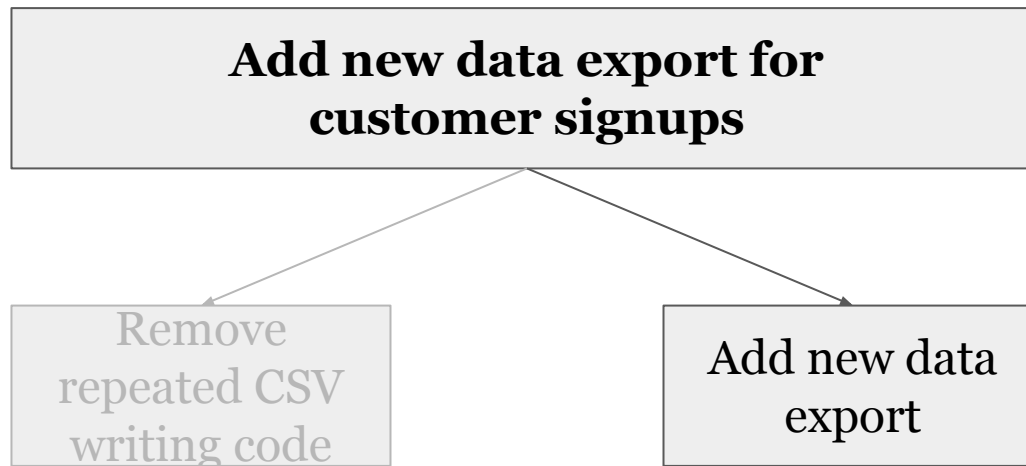 Add new data export for
customer signups
Remove
repeated CSV
writing code
Add new data
export